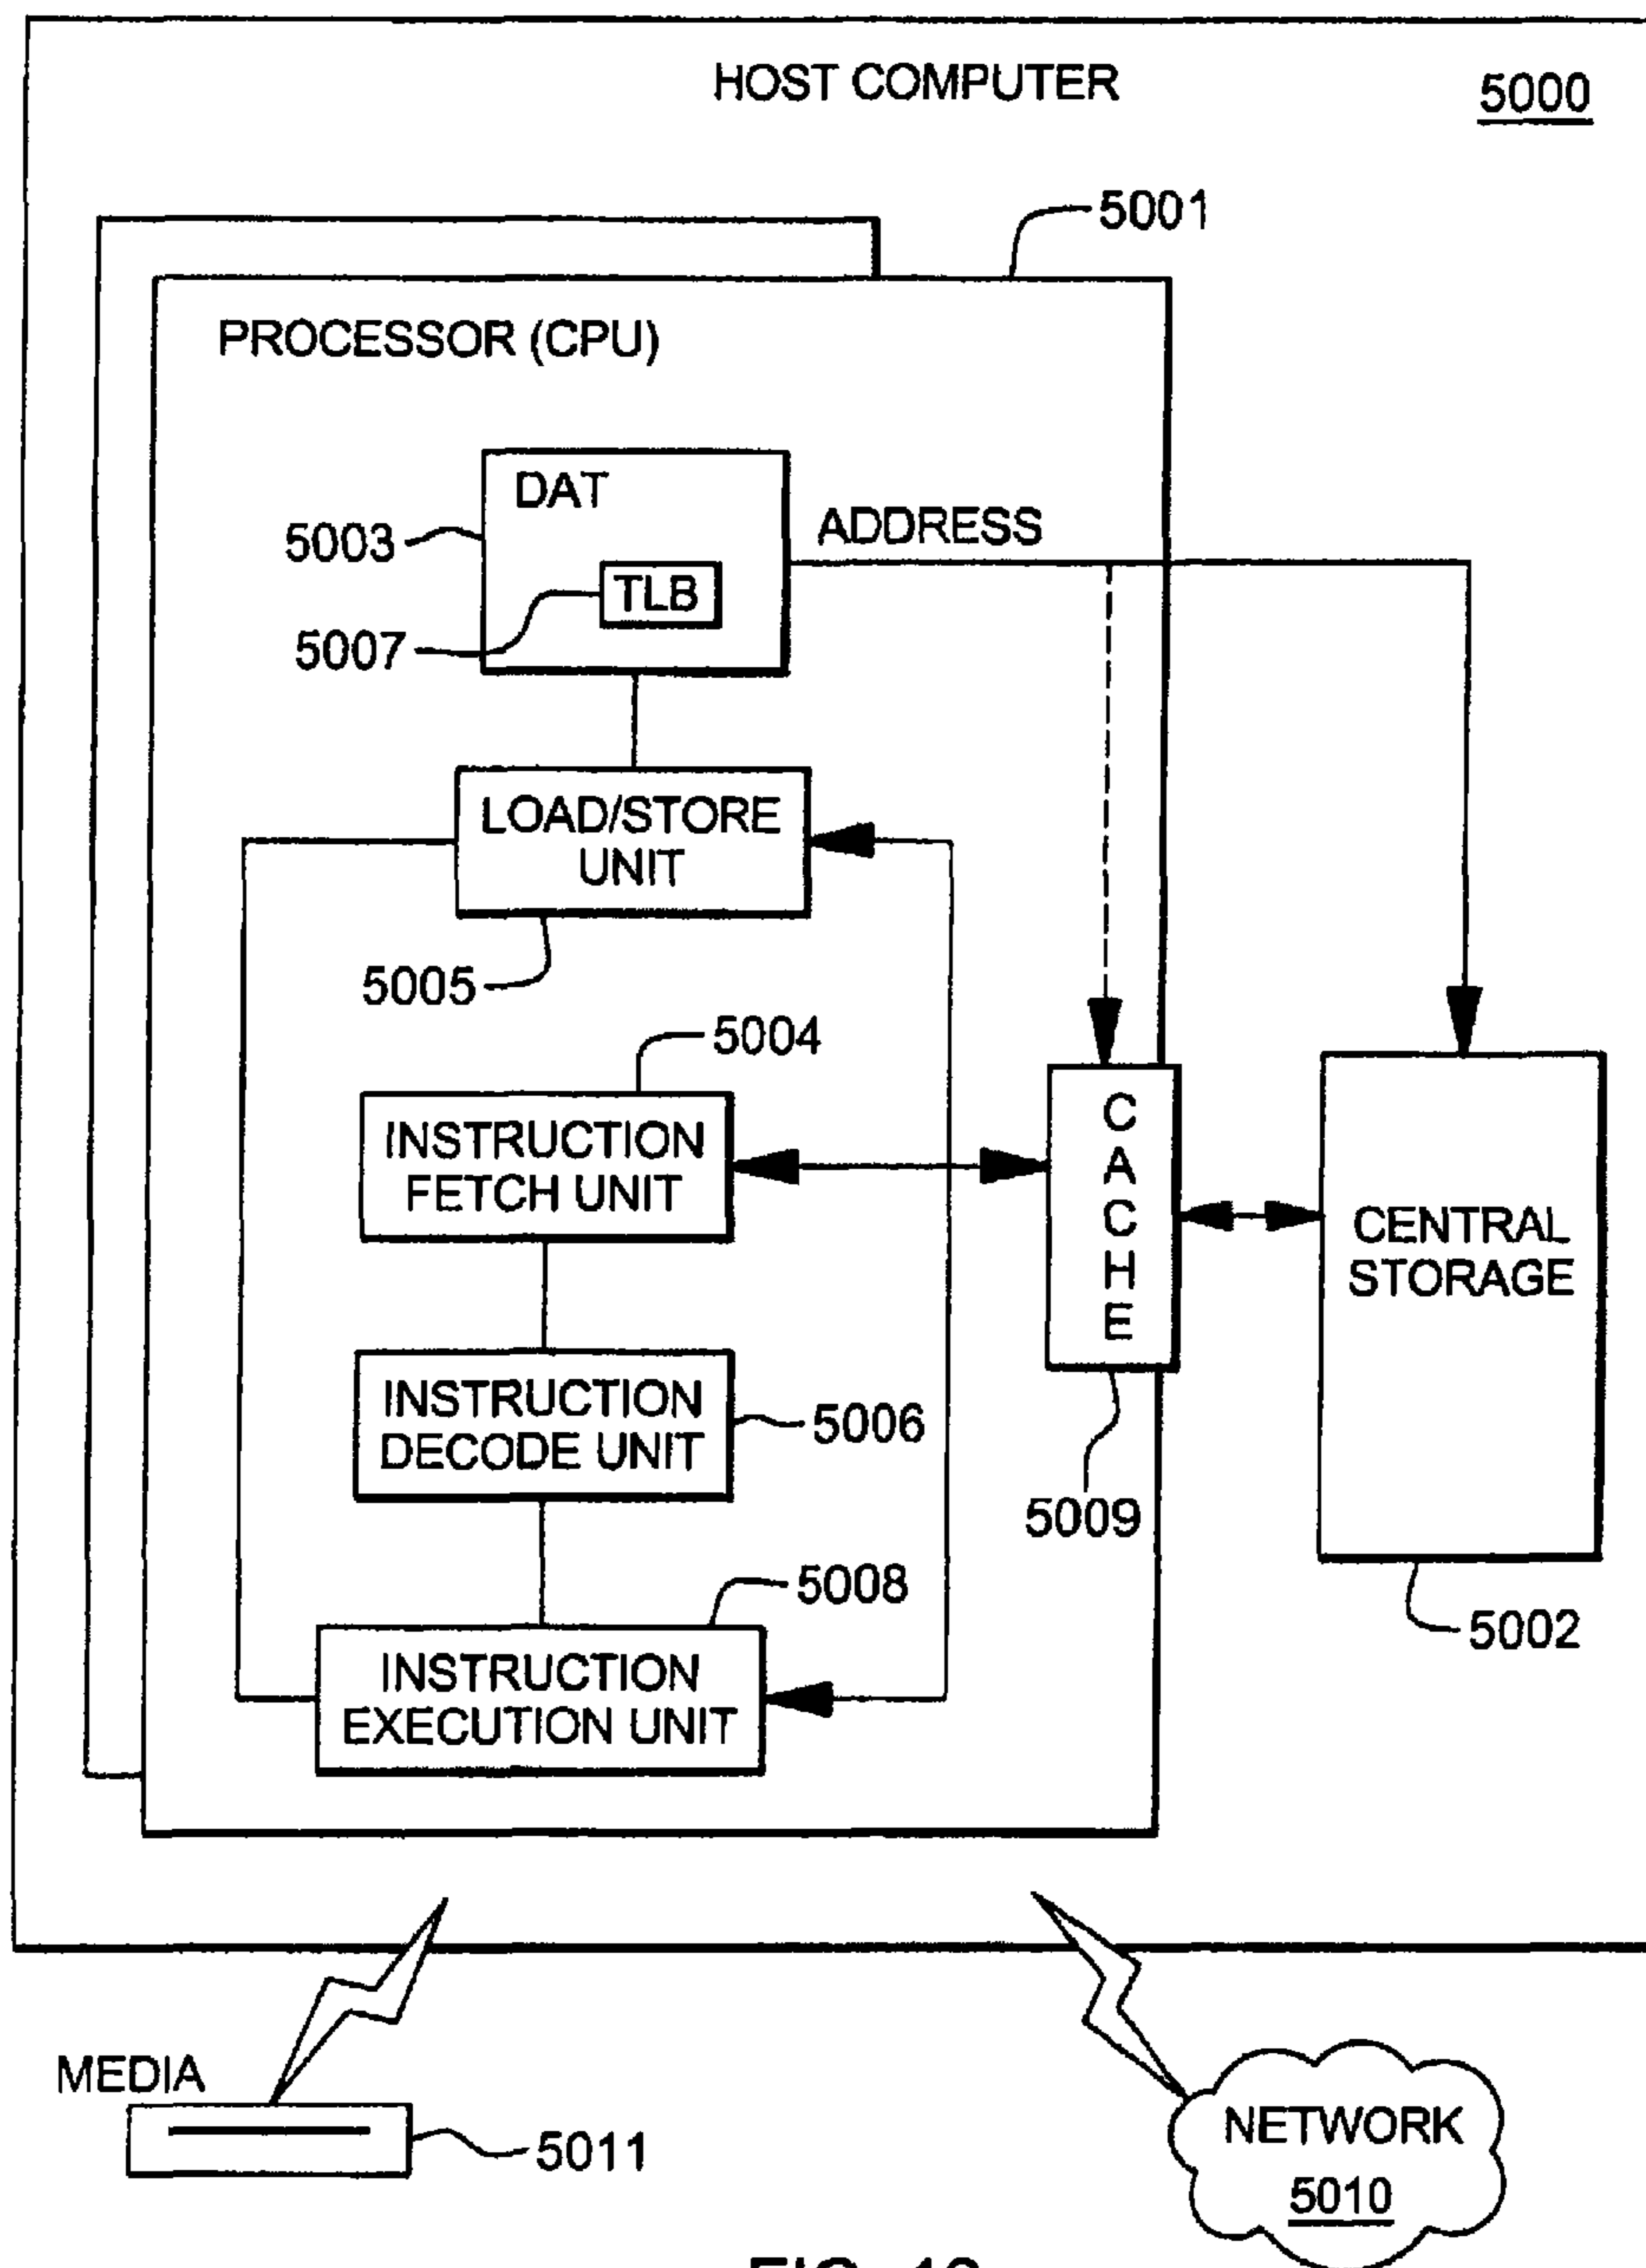 HOST COMPUTER
5000
5001
PROCESSOR (CPU)
DAT
5003
ADDRESS
TLB
5007
LOAD/STORE
UNIT
5005
5004
INSTRUCTION
FETCH UNIT
CACHE
CENTRAL
STORAGE
INSTRUCTION
DECODE UNIT
5006
5009
5008
5002
INSTRUCTION
EXECUTION UNIT
MEDIA
5011
NETWORK
5010